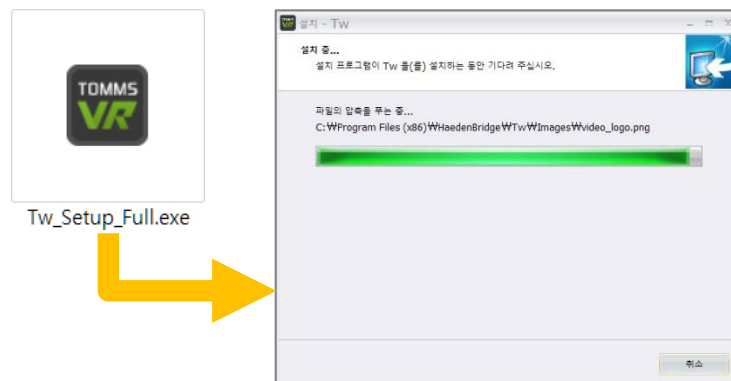 TOMMS
VR
Tw_Setup_Full.exe
설치 - Tw
설치 중...
설치 프로그램이 Tw 을(를) 설치하는 동안 기다려 주십시오.
파일의 압축을 푸는 중...
C:₩Program Files (x86)₩HaedenBridge₩Tw₩Images₩video_logo.png
취소